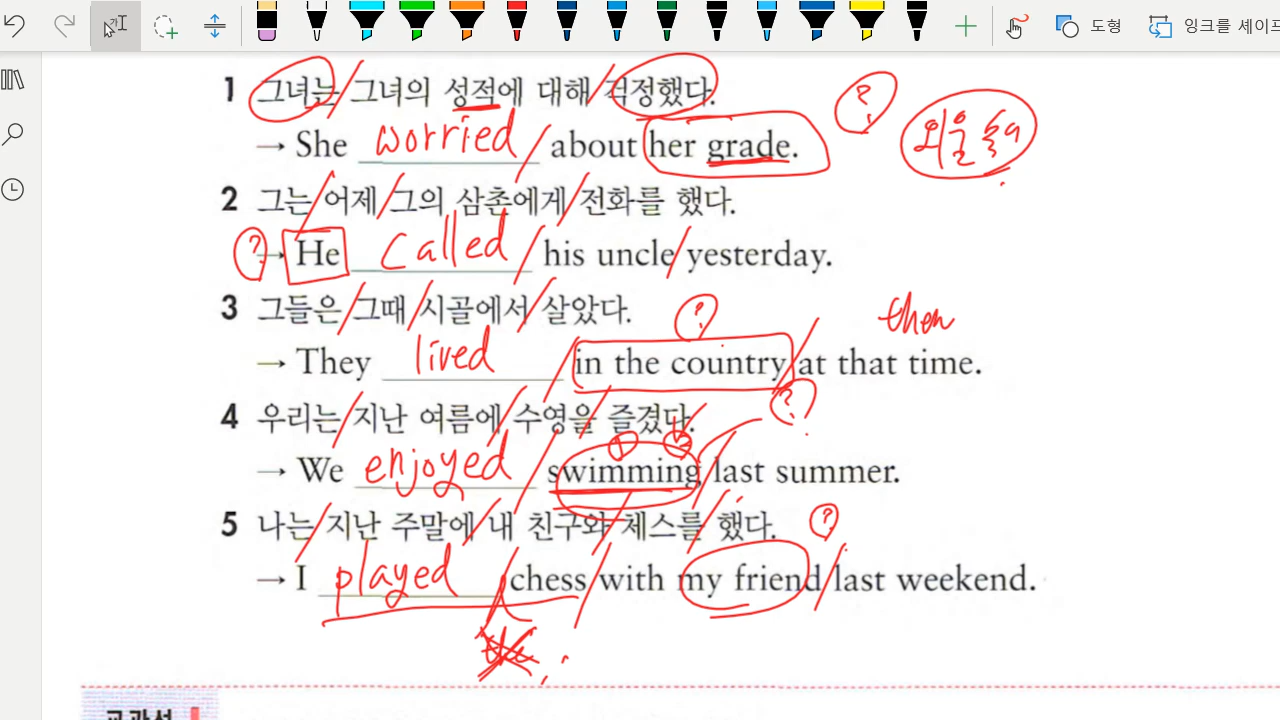 도형 잉크를 셰이프
1 그녀는 / 그녀의 성적에 대해 / 걱정했다.
→ She worried / about her grade. ?
2 그는 / 어제 / 그의 삼촌에게 / 전화를 했다.
? → He called / his uncle / yesterday.
3 그들은 / 그때 / 시골에서 / 살았다. ? then
→ They lived / in the country / at that time.
4 우리는 / 지난 여름에 / 수영을 / 즐겼다. ?
→ We enjoyed / swimming / last summer.
5 나는 / 지난 주말에 / 내 친구와 / 체스를 / 했다. ?
→ I played / chess / with my friend / last weekend.
the